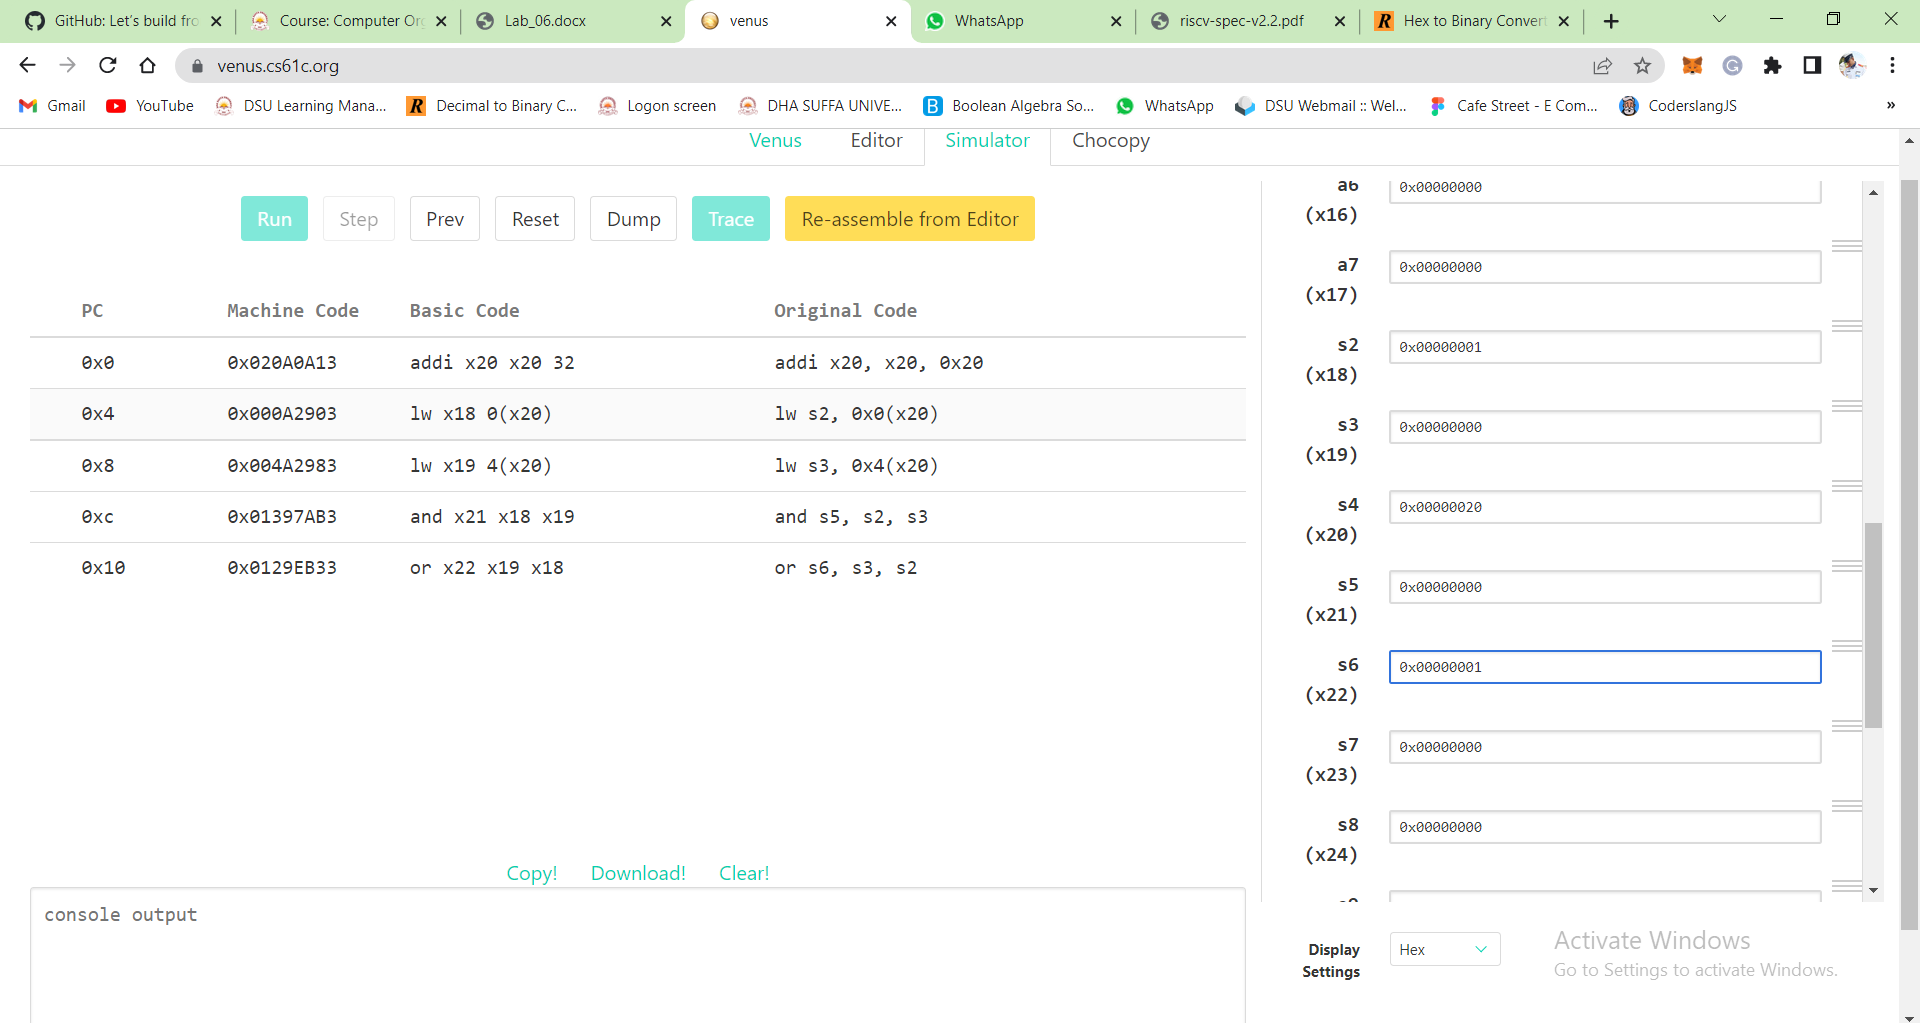 GitHub: Let's build fro
Course: Computer Or
Lab_06.docx
venus
WhatsApp
riscv-spec-v2.2.pdf
Hex to Binary Convert
venus.cs61c.org
Gmail
YouTube
DSU Learning Mana...
Decimal to Binary C...
Logon screen
DHA SUFFA UNIVE...
Boolean Algebra So...
WhatsApp
DSU Webmail :: Wel...
Cafe Street - E Com...
CoderslangJS
»
Venus Editor Simulator Chocopy
Run Step Prev Reset Dump Trace Re-assemble from Editor
PC Machine Code Basic Code Original Code
0x0 0x020A0A13 addi x20 x20 32 addi x20, x20, 0x20
0x4 0x000A2903 lw x18 0(x20) lw s2, 0x0(x20)
0x8 0x004A2983 lw x19 4(x20) lw s3, 0x4(x20)
0xc 0x01397AB3 and x21 x18 x19 and s5, s2, s3
0x10 0x0129EB33 or x22 x19 x18 or s6, s3, s2
Copy! Download! Clear!
console output
a6 0x00000000
(x16)
a7 0x00000000
(x17)
s2 0x00000001
(x18)
s3 0x00000000
(x19)
s4 0x00000020
(x20)
s5 0x00000000
(x21)
s6 0x00000001
(x22)
s7 0x00000000
(x23)
s8 0x00000000
(x24)
Display
Settings
Hex
Activate Windows
Go to Settings to activate Windows.